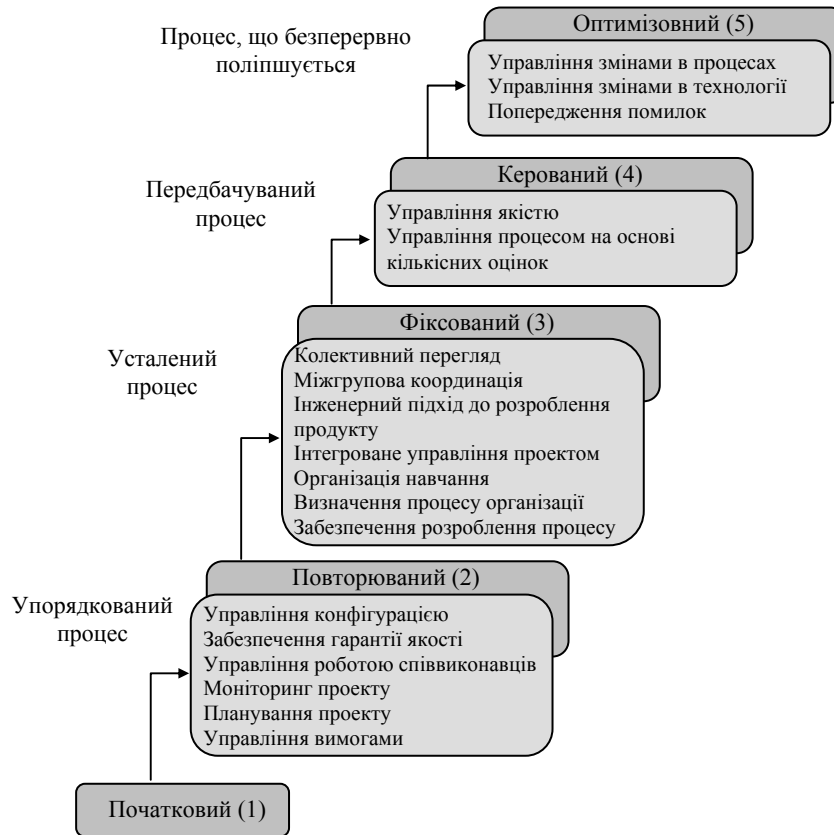 Оптимізовний (5)
Процес, що безперервно
поліпшується
Управління змінами в процесах
Управління змінами в технології
Попередження помилок
Керований (4)
Передбачуваний
процес
Управління якістю
Управління процесом на основі
кількісних оцінок
Фіксований (3)
Усталений
процес
Колективний перегляд
Міжгрупова координація
Інженерний підхід до розроблення
продукту
Інтегроване управління проектом
Організація навчання
Визначення процесу організації
Забезпечення розроблення процесу
Повторюваний (2)
Упорядкований
процес
Управління конфігурацією
Забезпечення гарантії якості
Управління роботою співвиконавців
Моніторинг проекту
Планування проекту
Управління вимогами
Початковий (1)